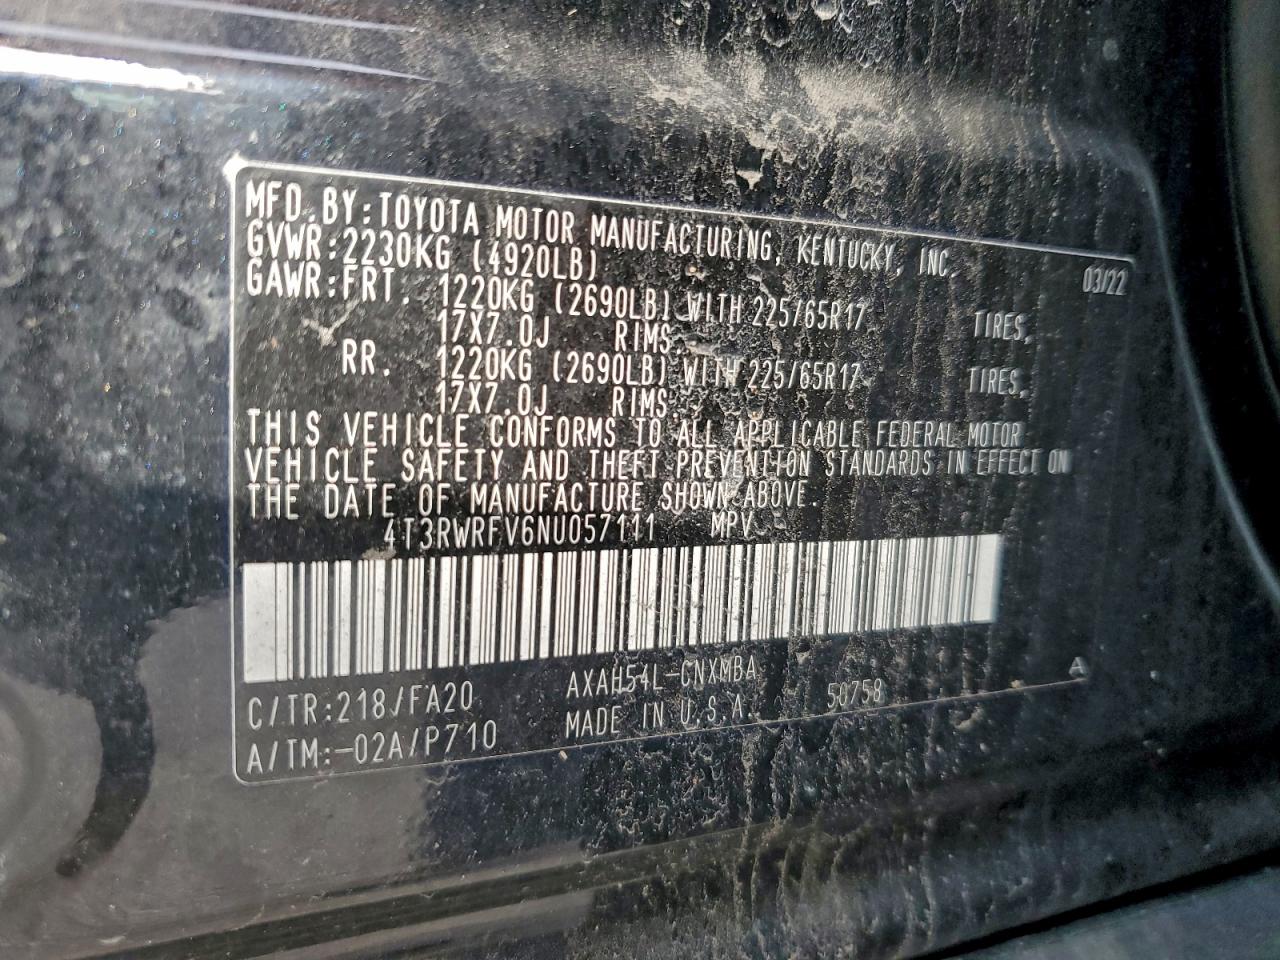 MFD.BY:TOYOTA MOTOR MANUFACTURING, KENTUCKY, INC. 03/22
GVWR:2230KG (4920LB)
GAWR:FRT. 1220KG (2690LB) WITH 225/65R17 TIRES,
17X7.0J RIMS,
RR. 1220KG (2690LB) WITH 225/65R17 TIRES,
17X7.0J RIMS.
THIS VEHICLE CONFORMS TO ALL APPLICABLE FEDERAL MOTOR
VEHICLE SAFETY AND THEFT PREVENTION STANDARDS IN EFFECT ON
THE DATE OF MANUFACTURE SHOWN ABOVE.
4T3RWRFV6NU057111 MPV
C/TR:218/FA20 AXAH54L-CNXMBA A
A/TM:-02A/P710 MADE IN U.S.A. 50758